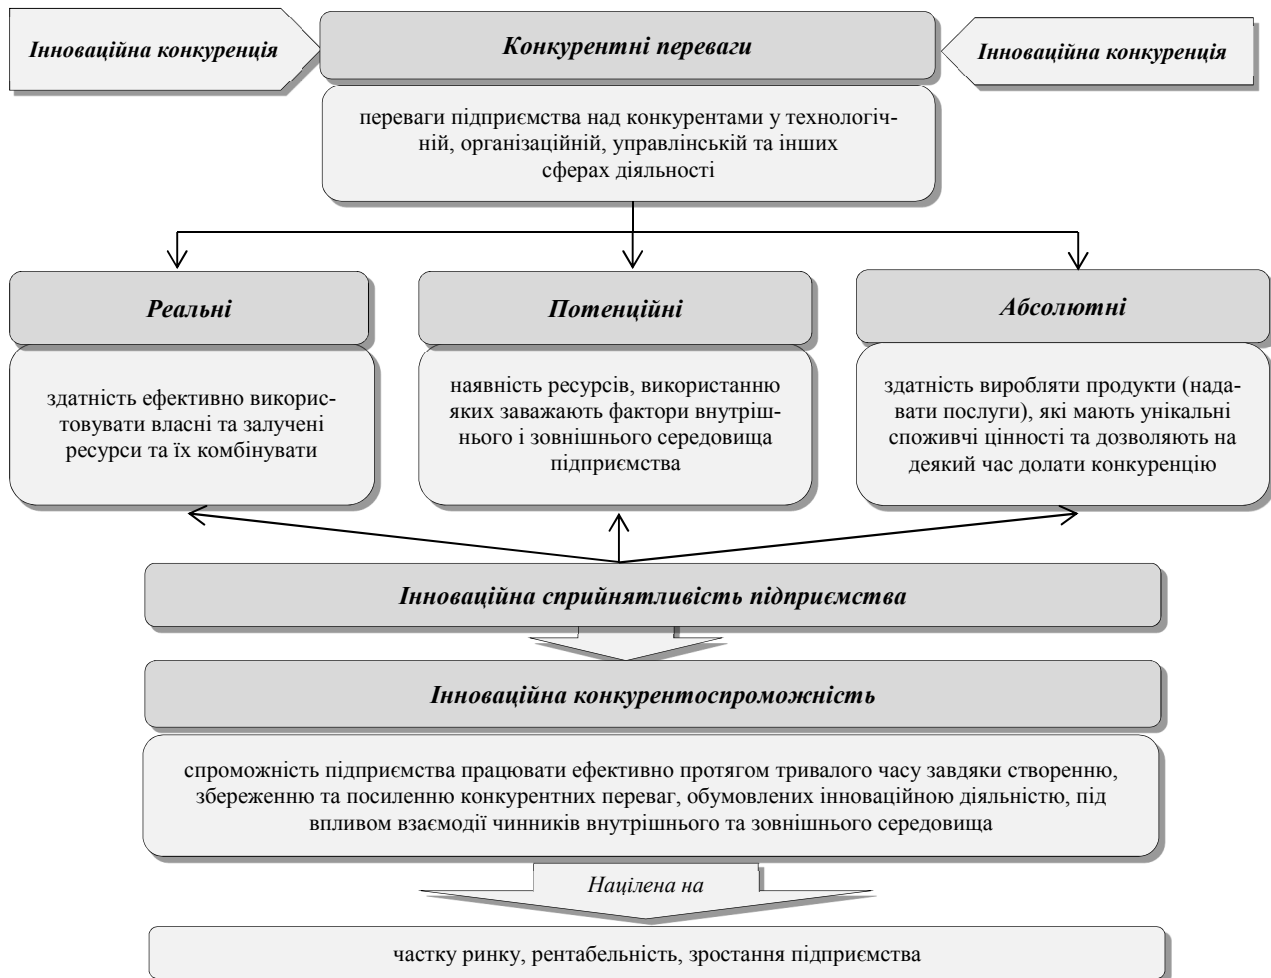 Інноваційна конкуренція
Конкурентні переваги
Інноваційна конкуренція
переваги підприємства над конкурентами у технологіч-
ній, організаційній, управлінській та інших
сферах діяльності
Реальні
Потенційні
Абсолютні
здатність ефективно викорис-
товувати власні та залучені
ресурси та їх комбінувати
наявність ресурсів, використанню
яких заважають фактори внутріш-
нього і зовнішнього середовища
підприємства
здатність виробляти продукти (нада-
вати послуги), які мають унікальні
споживчі цінності та дозволяють на
деякий час долати конкуренцію
Інноваційна сприйнятливість підприємства
Інноваційна конкурентоспроможність
спроможність підприємства працювати ефективно протягом тривалого часу завдяки створенню,
збереженню та посиленню конкурентних переваг, обумовлених інноваційною діяльністю, під
впливом взаємодії чинників внутрішнього та зовнішнього середовища
Націлена на
частку ринку, рентабельність, зростання підприємства